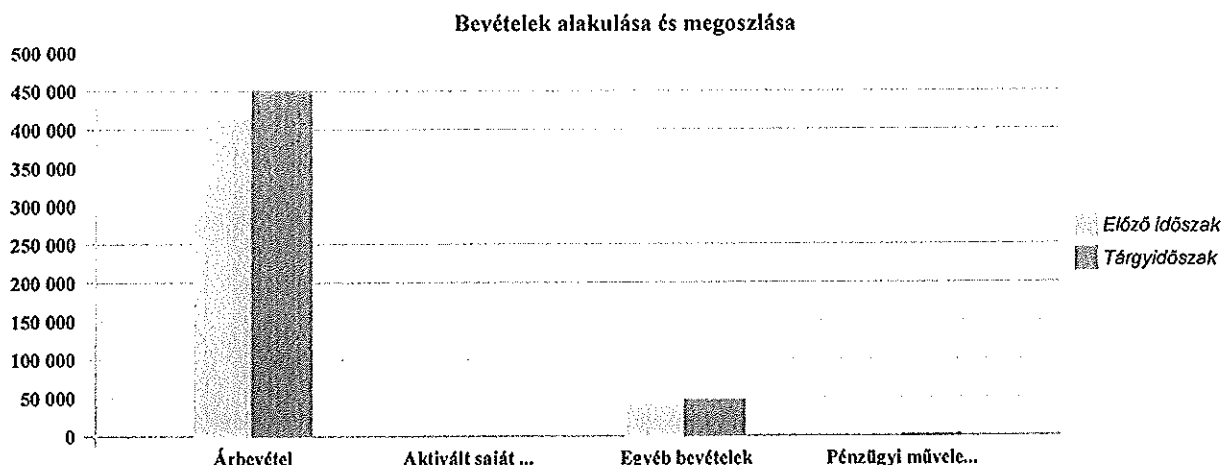 Bevételek alakulása és megoszlása
500 000
450 000
400 000
350 000
300 000
250 000
200 000
150 000
100 000
50 000
0
Árbevétel
Aktivált saját ...
Egyéb bevételek
Pénzügyi művele...
Előző időszak
Tárgyidőszak